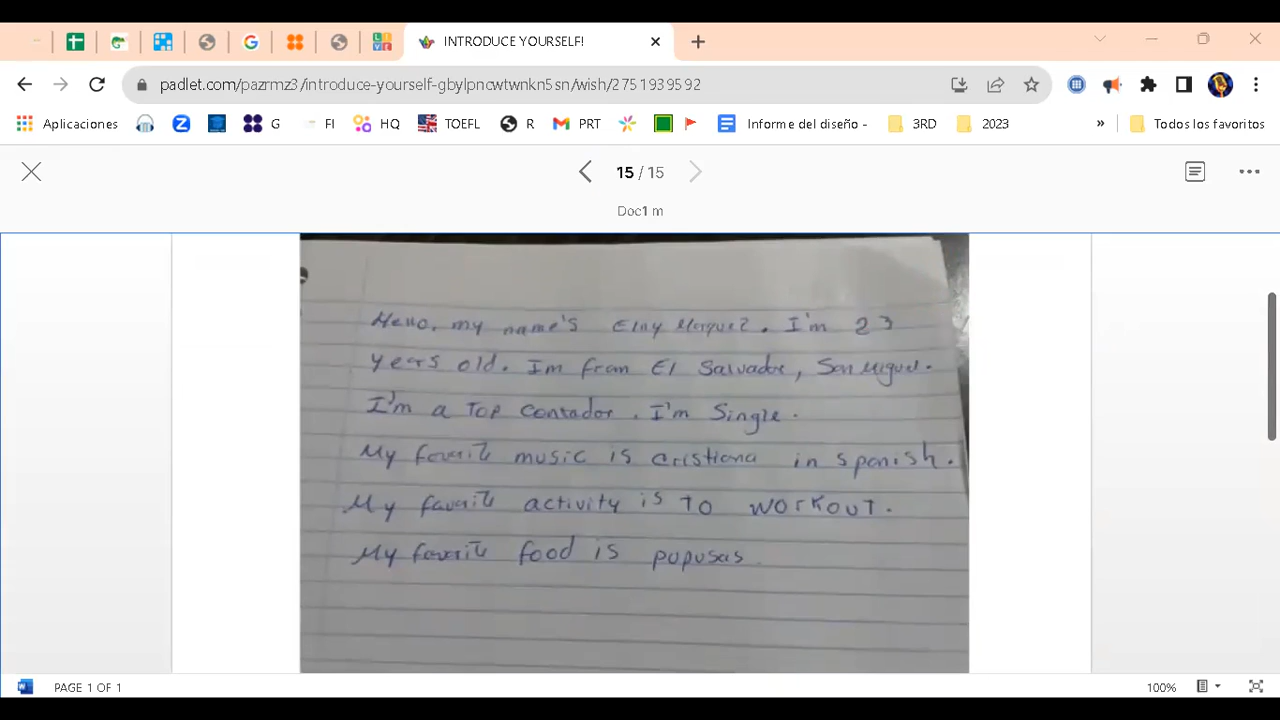 INTRODUCE YOURSELF!
padlet.com/pazrmz3/introduce-yourself-gbylpncwtwnkn5sn/wish/2751939592
Aplicaciones G FI HQ TOEFL R PRT Informe del diseño - 3RD 2023 » Todos los favoritos
15 / 15
Doc1 m
Hello, my name's . I'm 23
years old. Im from El Salvador, San Miguel.
I'm a Top Contador. I'm Single.
My favorite music is cristiana in spanish.
My favorite activity is to workout.
My favorite food is pupusas.
PAGE 1 OF 1 100%